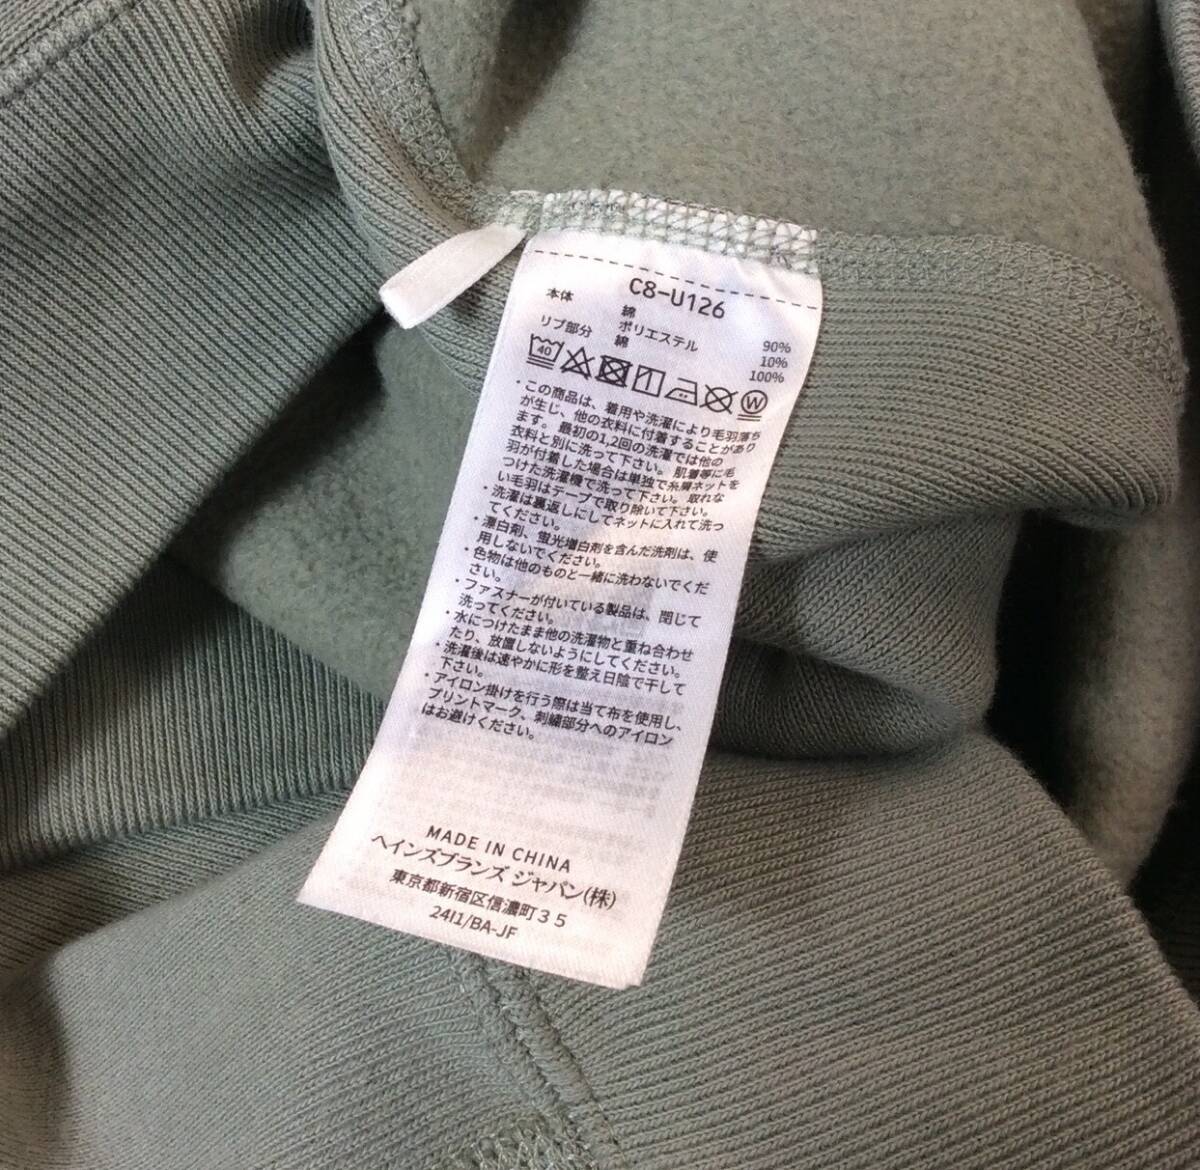 C8-U126
本体 綿 90%
ポリエステル 10%
リブ部分 綿 100%
40 W
・この商品は、着用や洗濯により毛羽落ち
が生じ、他の衣料に付着することがあり
ます。最初の1,2回の洗濯では他の
衣料と別に洗って下さい。肌着等に毛
羽が付着した場合は単独で糸屑ネットを
つけた洗濯機で洗って下さい。取れな
い毛羽はテープで取り除いて下さい。
・洗濯は裏返しにしてネットに入れて洗っ
てください。
・漂白剤、蛍光増白剤を含んだ洗剤は、使
用しないでください。
・色物は他のものと一緒に洗わないでくだ
さい。
・ファスナーが付いている製品は、閉じて
洗ってください。
・水につけたまま他の洗濯物と重ね合わせ
たり、放置しないようにしてください。
・洗濯後は速やかに形を整え日陰で干して
下さい。
・アイロン掛けを行う際は当て布を使用し、
プリントマーク、刺繍部分へのアイロン
はお避けください。
MADE IN CHINA
ヘインズブランズ ジャパン(株)
東京都新宿区信濃町35
24I1/BA-JF